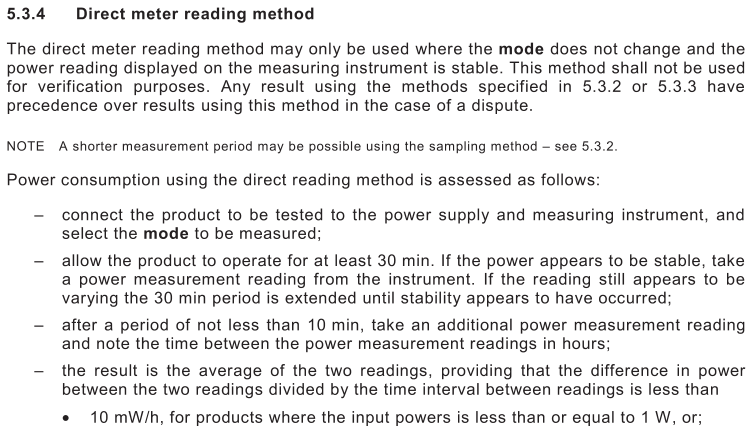 5.3.4 Direct meter reading method
The direct meter reading method may only be used where the mode does not change and the
power reading displayed on the measuring instrument is stable. This method shall not be used
for verification purposes. Any result using the methods specified in 5.3.2 or 5.3.3 have
precedence over results using this method in the case of a dispute.
NOTE A shorter measurement period may be possible using the sampling method – see 5.3.2.
Power consumption using the direct reading method is assessed as follows:
– connect the product to be tested to the power supply and measuring instrument, and
select the mode to be measured;
– allow the product to operate for at least 30 min. If the power appears to be stable, take
a power measurement reading from the instrument. If the reading still appears to be
varying the 30 min period is extended until stability appears to have occurred;
– after a period of not less than 10 min, take an additional power measurement reading
and note the time between the power measurement readings in hours;
– the result is the average of the two readings, providing that the difference in power
between the two readings divided by the time interval between readings is less than
• 10 mW/h, for products where the input powers is less than or equal to 1 W, or;